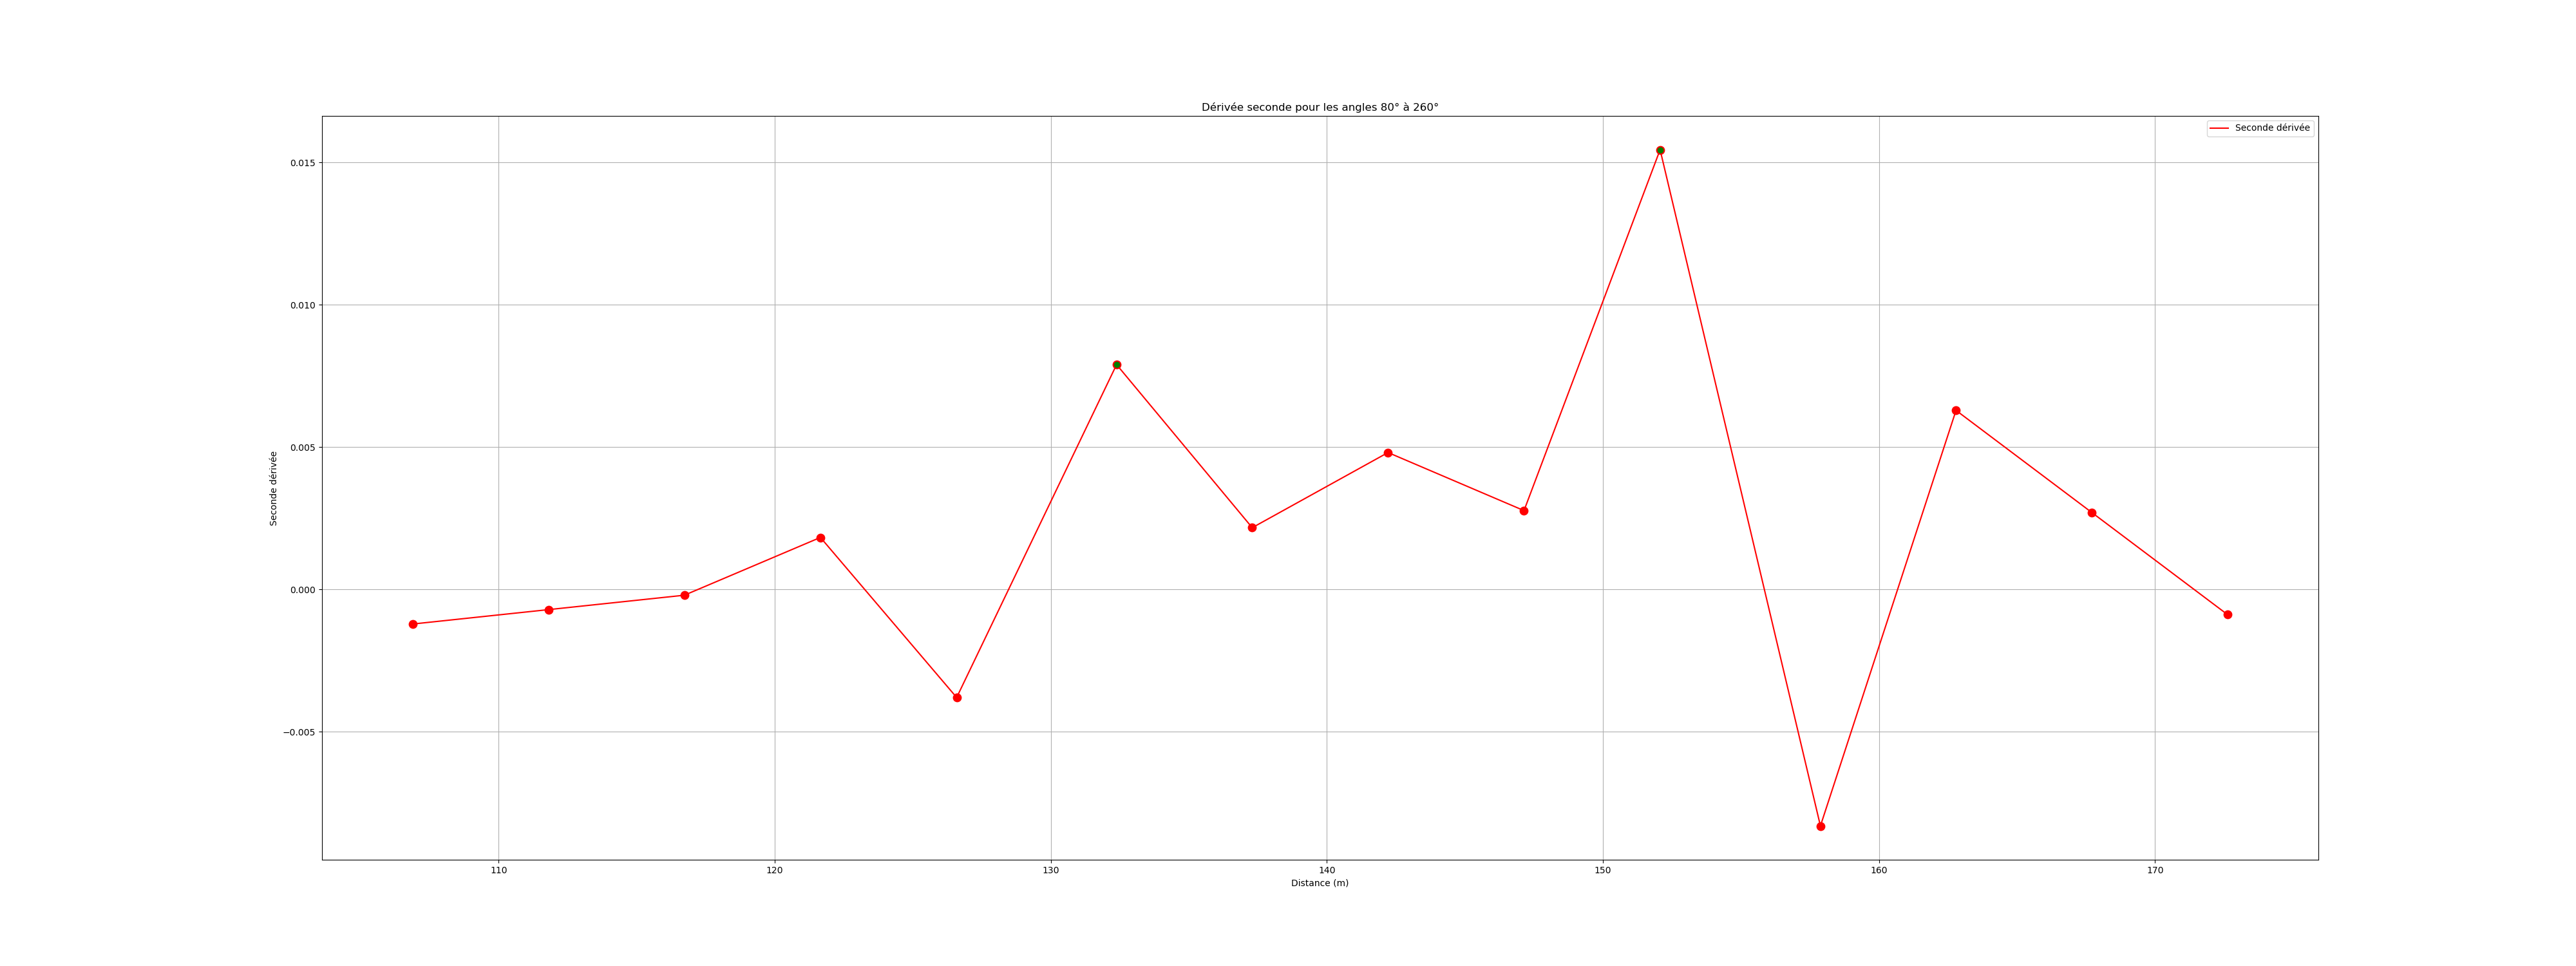 Dérivée seconde pour les angles 80° à 260°
Seconde dérivée
0.015
0.010
0.005
0.000
−0.005
Seconde dérivée
110 120 130 140 150 160 170
Distance (m)